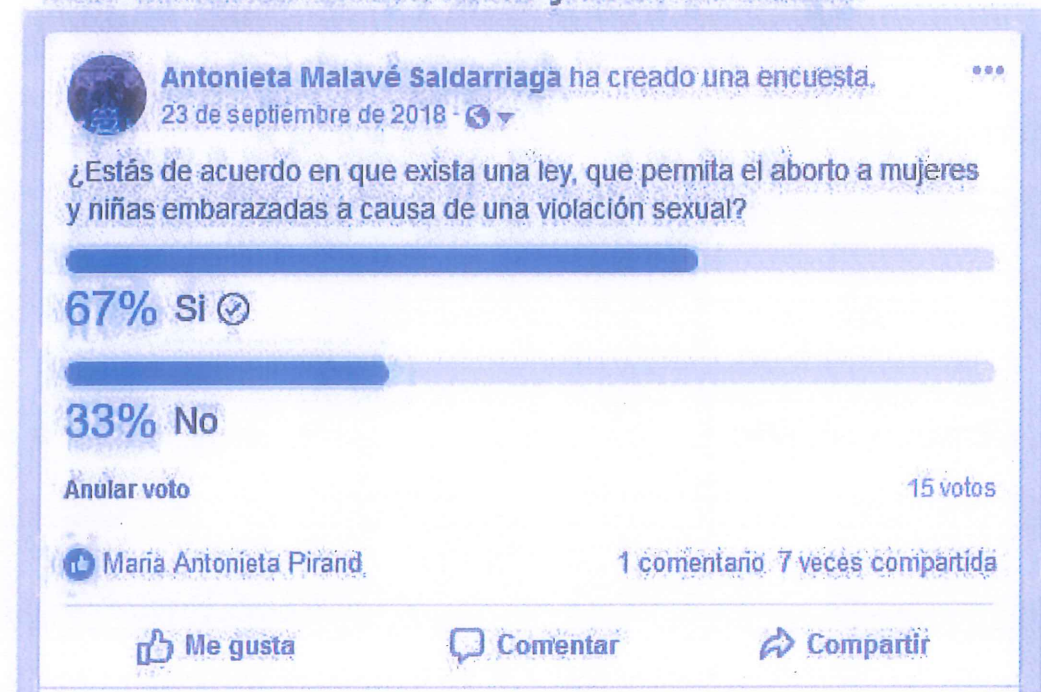 Antonieta Malavé Saldarriaga ha creado una encuesta.
23 de septiembre de 2018 ·
¿Estás de acuerdo en que exista una ley, que permita el aborto a mujeres
y niñas embarazadas a causa de una violación sexual?
67% Si
33% No
Anular voto 15 votos
Maria Antonieta Pirand 1 comentario 7 veces compartida
Me gusta Comentar Compartir